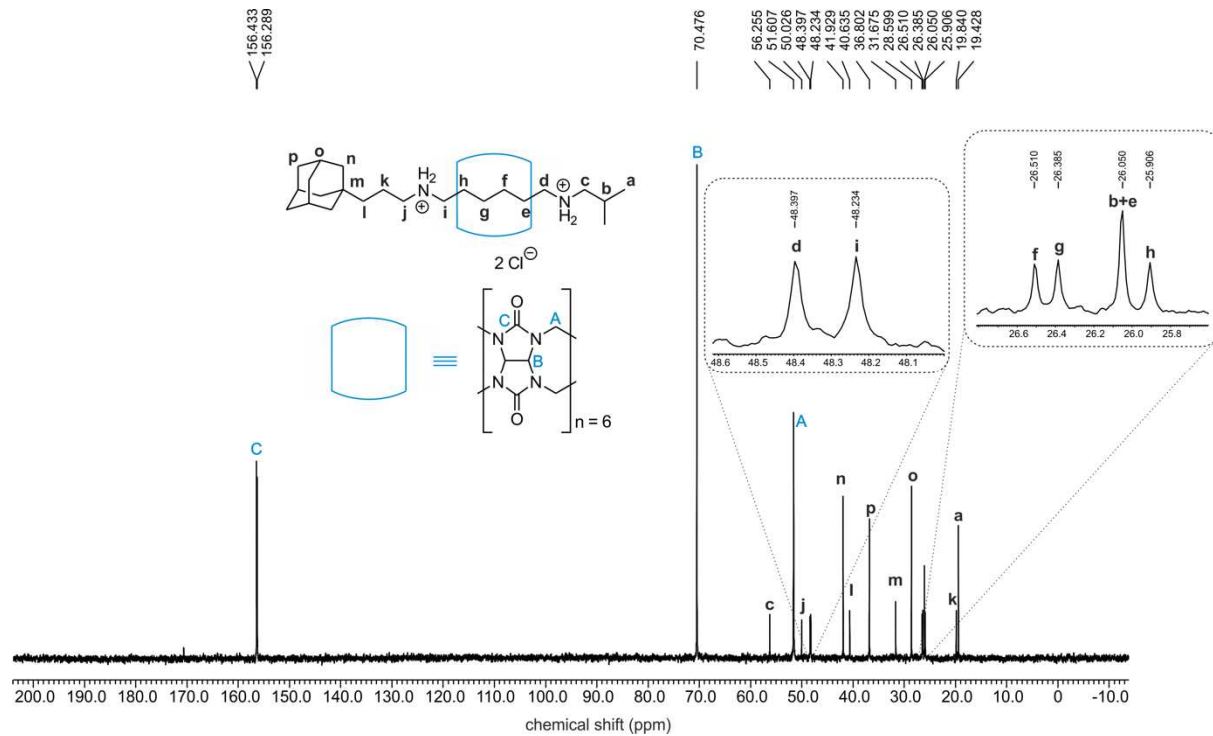 156.433
156.289
70.476
56.255
51.607
50.026
48.397
48.234
41.929
40.635
36.802
31.675
28.599
26.510
26.385
26.050
25.906
19.840
19.428
B
p o n
m k H2 N ⊕ h f d ⊕ c a
l j i g e N H2 b
2 Cl⊖
−48.397
−48.234
d i
48.6 48.5 48.4 48.3 48.2 48.1
−26.510
−26.385
−26.050
−25.906
b+e
f g h
26.6 26.4 26.2 26.0 25.8
≡
O
C A
N N
B
N N
O
n = 6
C
A
n
p
o
a
m
c
j
l
k
200.0 190.0 180.0 170.0 160.0 150.0 140.0 130.0 120.0 110.0 100.0 90.0 80.0 70.0 60.0 50.0 40.0 30.0 20.0 10.0 0 -10.0
chemical shift (ppm)